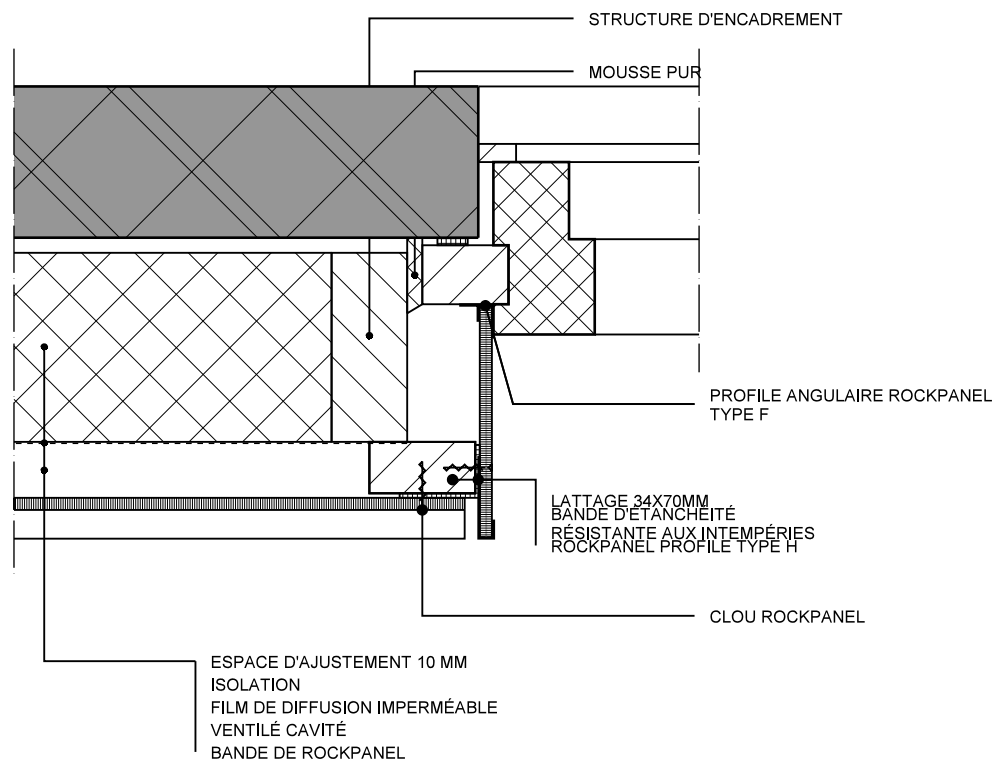 STRUCTURE D'ENCADREMENT
MOUSSE PUR
PROFILE ANGULAIRE ROCKPANEL
TYPE F
LATTAGE 34X70MM
BANDE D'ÉTANCHEITÉ
RÉSISTANTE AUX INTEMPÉRIES
ROCKPANEL PROFILE TYPE H
CLOU ROCKPANEL
ESPACE D'AJUSTEMENT 10 MM
ISOLATION
FILM DE DIFFUSION IMPERMÉABLE
VENTILÉ CAVITÉ
BANDE DE ROCKPANEL